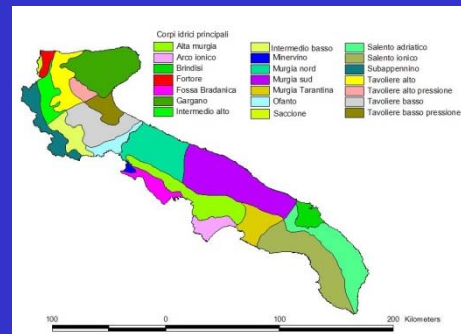 Corpi idrici principali
Alta murgia
Arco ionico
Brindisi
Fortore
Fossa Bradanica
Gargano
Intermedio alto
Intermedio basso
Minervino
Murgia nord
Murgia sud
Murgia Tarantina
Ofanto
Saccione
Salento adriatico
Salento ionico
Subappennino
Tavoliere alto
Tavoliere alto pressione
Tavoliere basso
Tavoliere basso pressione
100 0 100 200 Kilometers